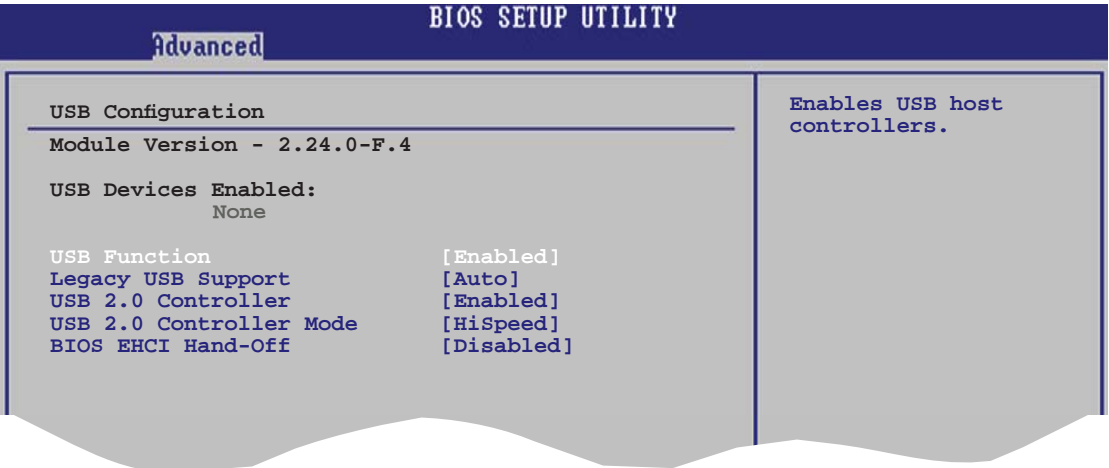 BIOS SETUP UTILITY
Advanced
USB Configuration
Module Version - 2.24.0-F.4
USB Devices Enabled:
None
USB Function [Enabled]
Legacy USB Support [Auto]
USB 2.0 Controller [Enabled]
USB 2.0 Controller Mode [HiSpeed]
BIOS EHCI Hand-Off [Disabled]
Enables USB host
controllers.